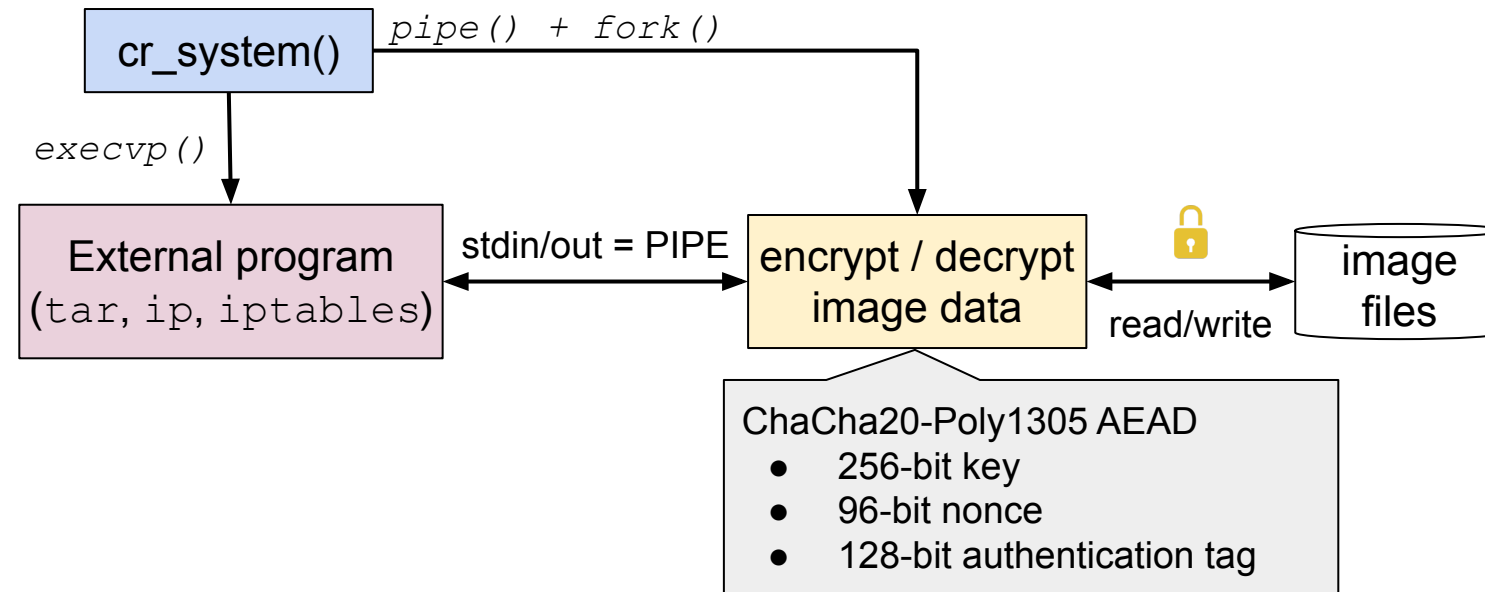 cr_system()
pipe() + fork()
execvp()
External program
(tar, ip, iptables)
stdin/out = PIPE
encrypt / decrypt
image data
read/write
image
files
ChaCha20-Poly1305 AEAD
● 256-bit key
● 96-bit nonce
● 128-bit authentication tag